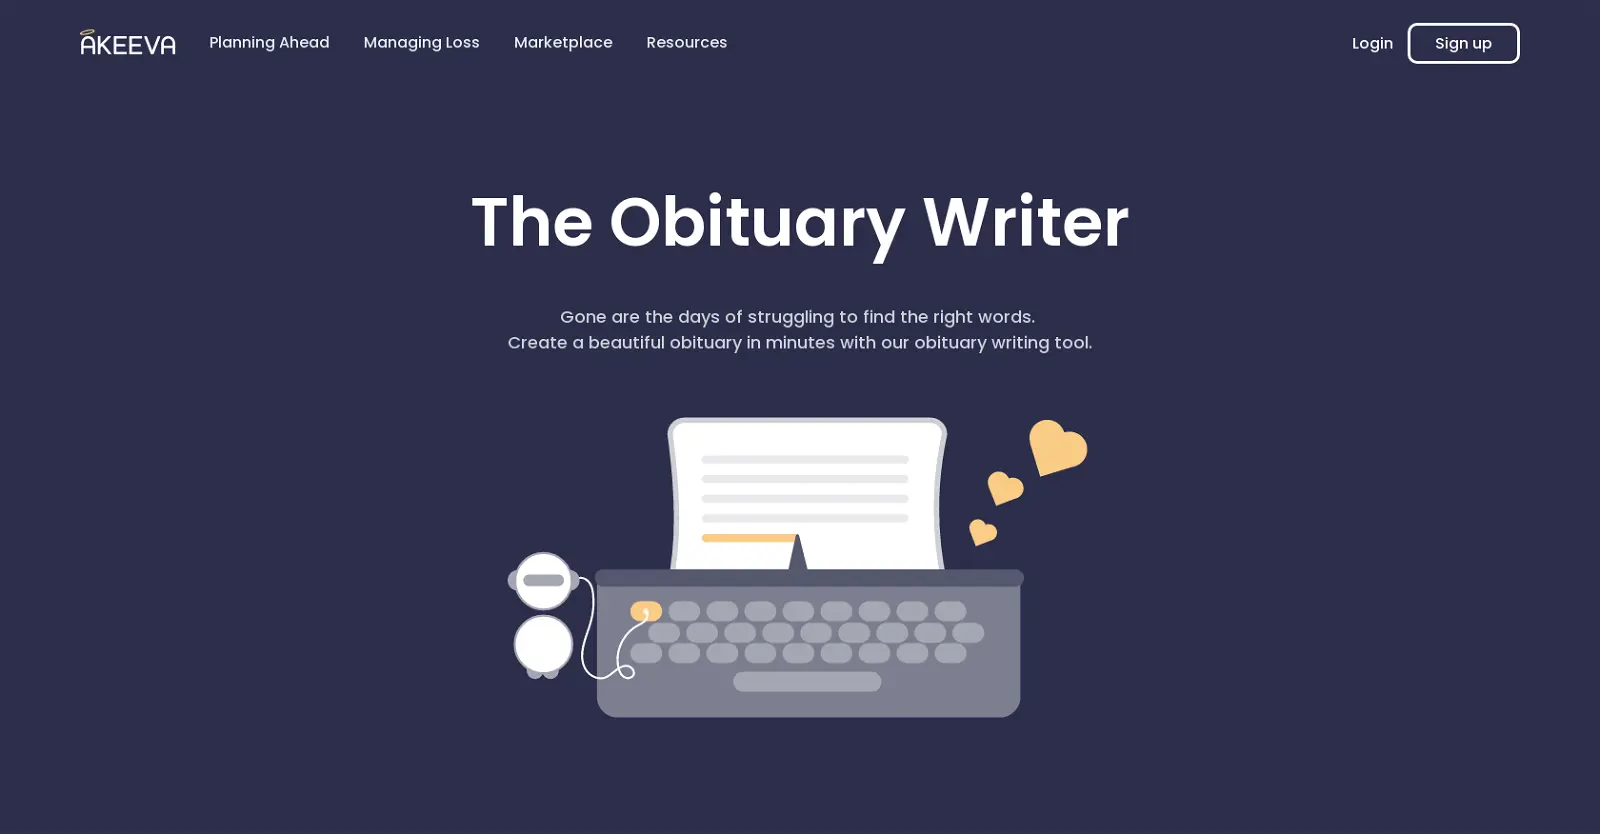 AKEEVA
Planning Ahead
Managing Loss
Marketplace
Resources
Login
Sign up
The Obituary Writer
Gone are the days of struggling to find the right words.
Create a beautiful obituary in minutes with our obituary writing tool.